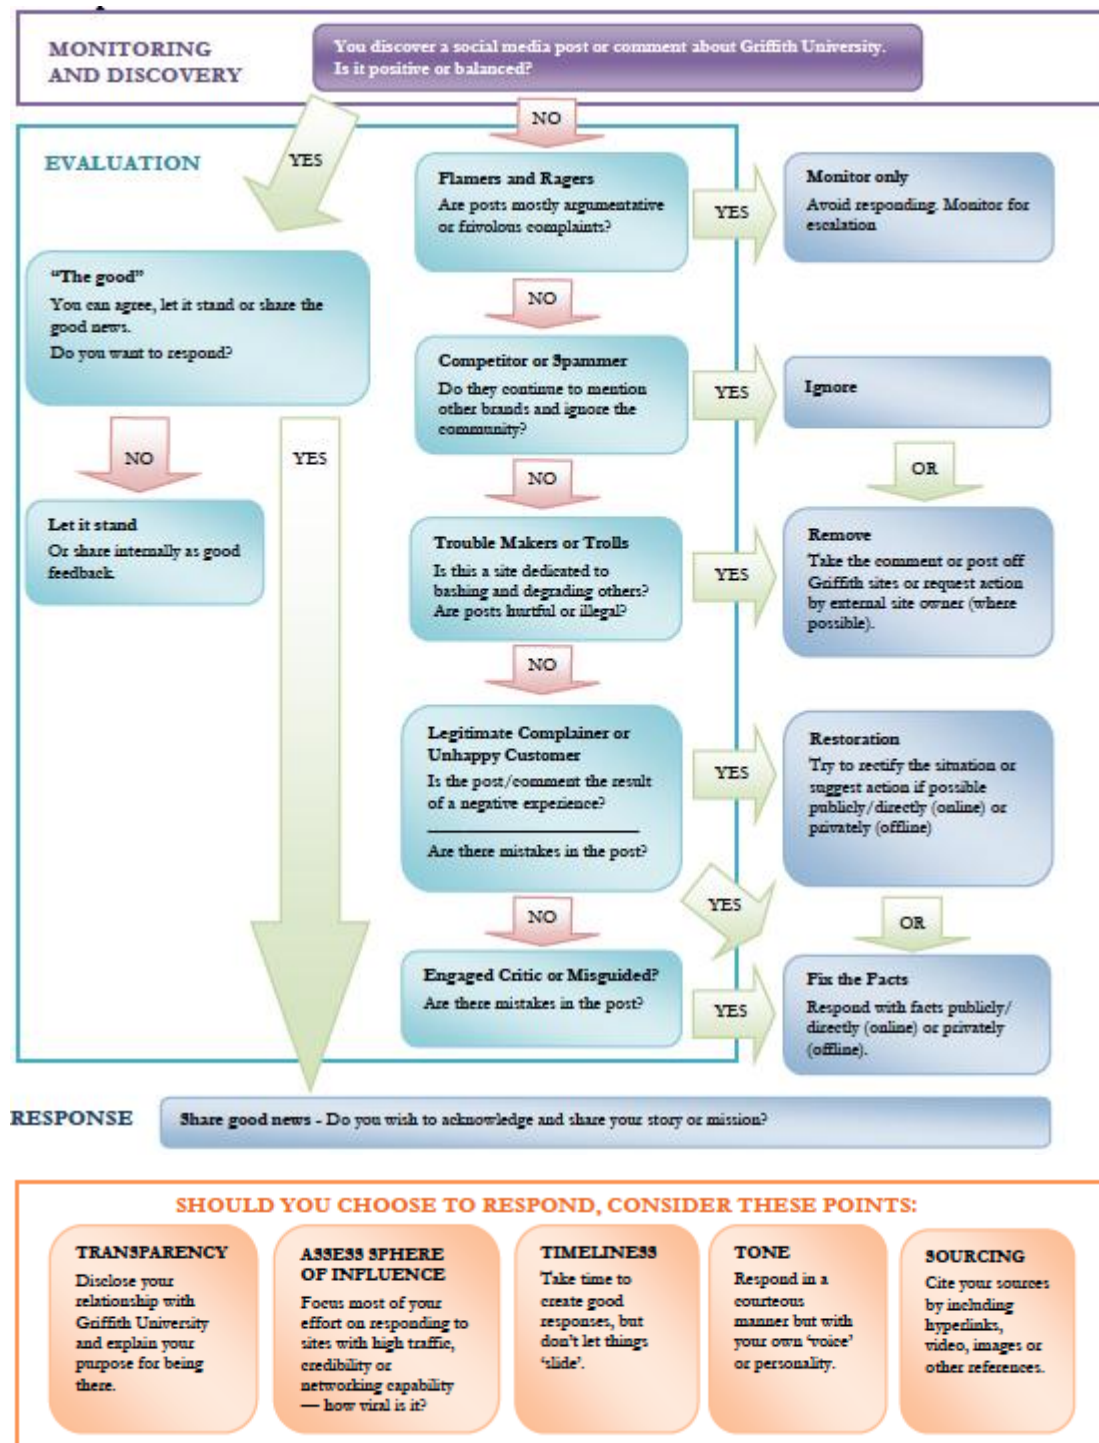 MONITORING
AND DISCOVERY
You discover a social media post or comment about Griffith University.
Is it positive or balanced?
NO
YES
EVALUATION
Flamers and Ragers
Are posts mostly argumentative
or frivolous complaints?
YES
Monitor only
Avoid responding. Monitor for
escalation
"The good"
You can agree, let it stand or share the
good news.
Do you want to respond?
NO
Competitor or Spammer
Do they continue to mention
other brands and ignore the
community?
YES
Ignore
NO
YES
OR
NO
Let it stand
Or share internally as good
feedback.
Trouble Makers or Trolls
Is this a site dedicated to
bashing and degrading others?
Are posts hurtful or illegal?
YES
Remove
Take the comment or post off
Griffith sites or request action
by external site owner (where
possible).
NO
Legitimate Complainer or
Unhappy Customer
Is the post/comment the result
of a negative experience?
Are there mistakes in the post?
YES
Restoration
Try to rectify the situation or
suggest action if possible
publicly/directly (online) or
privately (offline)
YES
NO
OR
Engaged Critic or Misguided?
Are there mistakes in the post?
YES
Fix the Facts
Respond with facts publicly/
directly (online) or privately
(offline).
RESPONSE
Share good news - Do you wish to acknowledge and share your story or mission?
SHOULD YOU CHOOSE TO RESPOND, CONSIDER THESE POINTS:
TRANSPARENCY
Disclose your
relationship with
Griffith University
and explain your
purpose for being
there.
ASSESS SPHERE
OF INFLUENCE
Focus most of your
effort on responding to
sites with high traffic,
credibility or
networking capability
— how viral is it?
TIMELINESS
Take time to
create good
responses, but
don't let things
'slide'.
TONE
Respond in a
courteous
manner but with
your own 'voice'
or personality.
SOURCING
Cite your sources
by including
hyperlinks,
video, images or
other references.